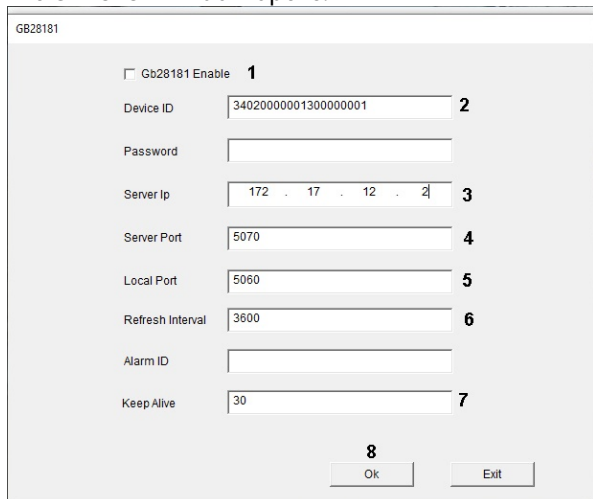 GB28181
Gb28181 Enable 1
Device ID 34020000001300000001 2
Password
Server Ip 172 . 17 . 12 . 2 3
Server Port 5070 4
Local Port 5060 5
Refresh Interval 3600 6
Alarm ID
Keep Alive 30 7
8
Ok Exit